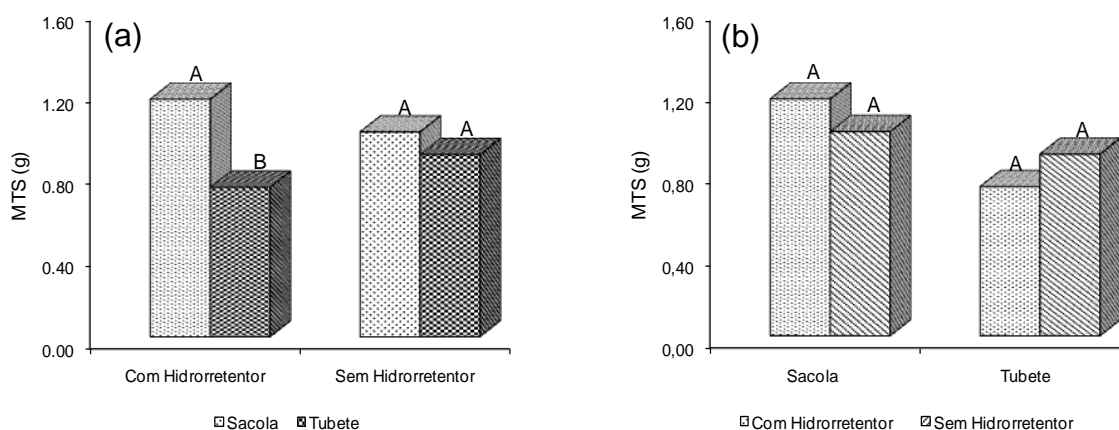 (a)
1.60
1.20
0.80
0.40
0.00
MTS (g)
A
B
A
A
Com Hidrorretentor
Sem Hidrorretentor
Sacola Tubete
(b)
1,60
1,20
0,80
0,40
0,00
MTS (g)
A
A
A
A
Sacola
Tubete
Com Hidrorretentor Sem Hidrorretentor